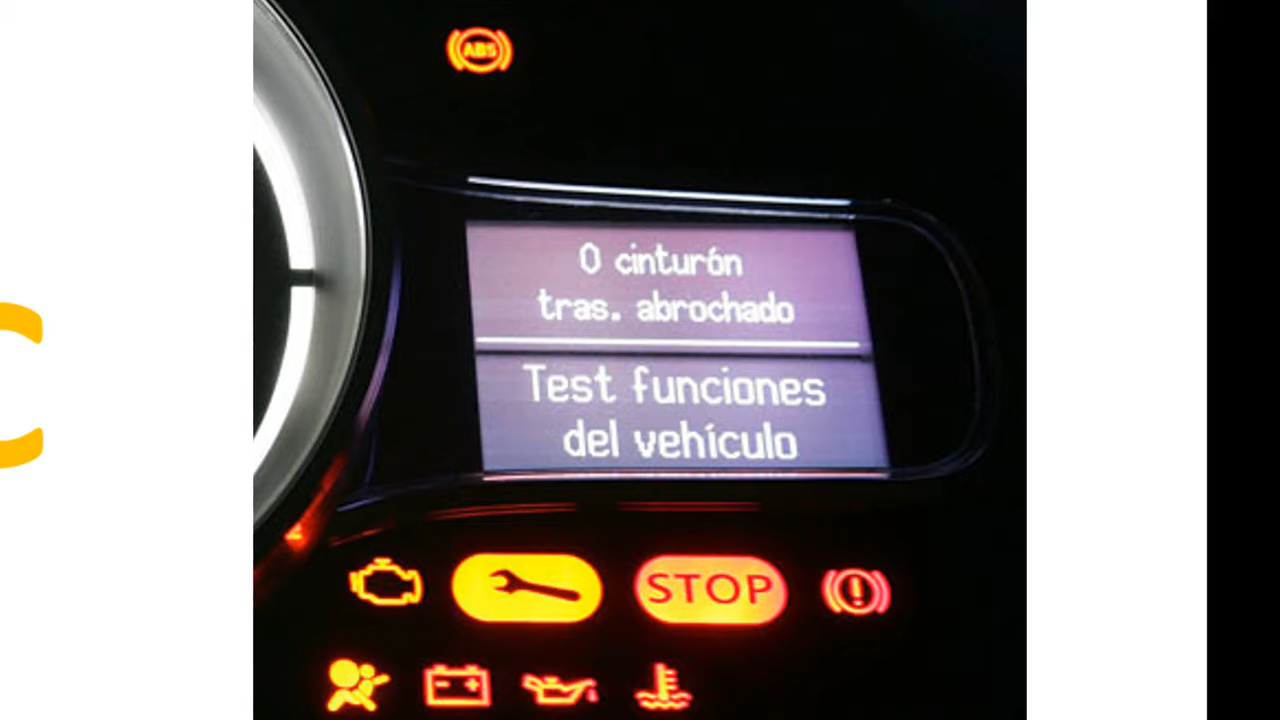 ABS
0 cinturón
tras. abrochado
Test funciones
del vehículo
STOP